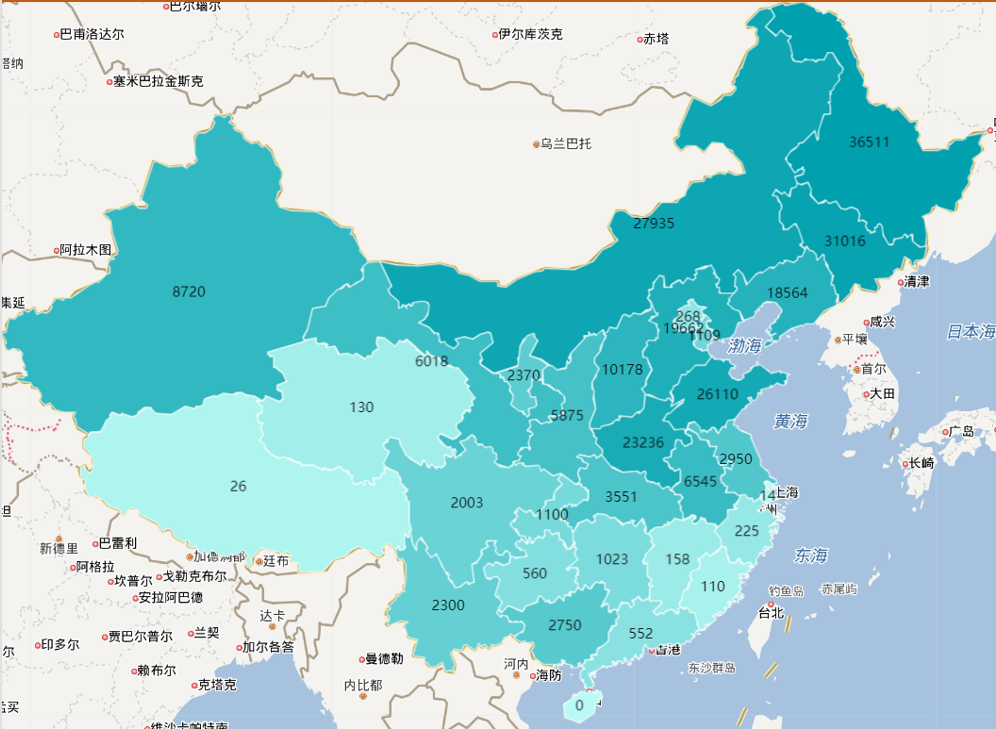 巴尔瑙尔
巴甫洛达尔
伊尔库茨克
赤塔
塔纳
塞米巴拉金斯克
36511
乌兰巴托
27935
31016
阿拉木图
清津
8720
18564
集延
268
咸兴
日本海
19662
1109
平壤
渤海
6018
2370
10178
首尔
26110
大田
130
5875
黄海
广岛
23236
2950
长崎
6545
26
2003
3551
14
上海
州
1100
225
新德里
巴雷利
加德满都
廷布
158
东海
阿格拉
560
1023
坎普尔
戈勒克布尔
110
钓鱼岛
赤尾屿
安拉阿巴德
2300
达卡
台北
2750
552
贾巴尔普尔
兰契
印多尔
加尔各答
香港
曼德勒
河内
海防
东沙群岛
赖布尔
克塔克
内比都
0
孟买
维沙卡帕特南